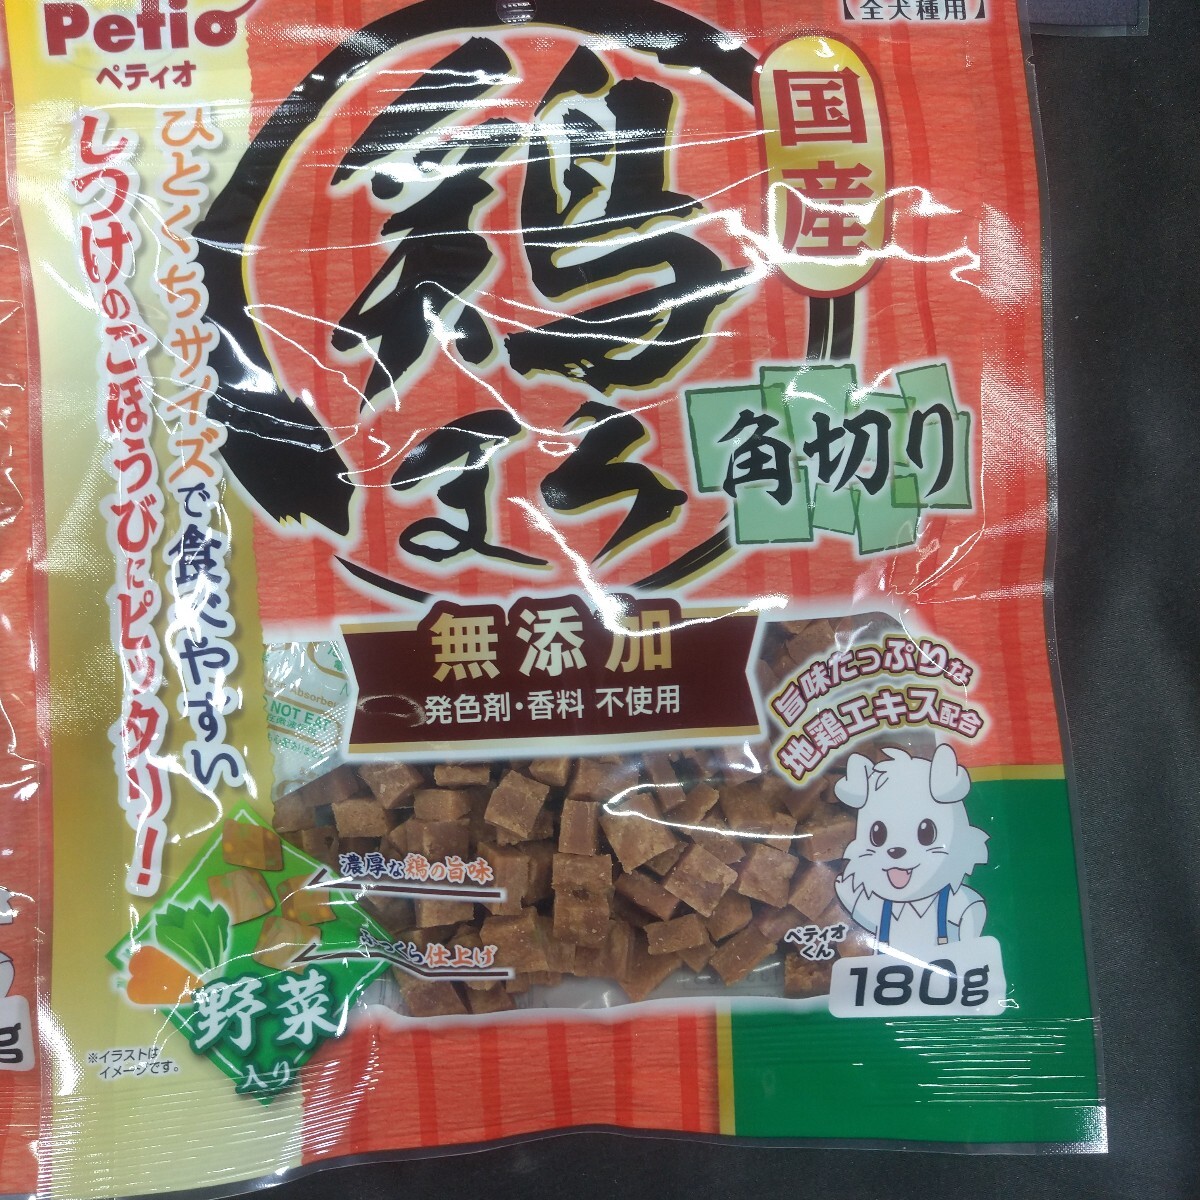 Petio
ペティオ
【全犬種用】
国産
鶏
まろ
角切り
ひとくちサイズで食べやすい
しつけのごほうびにピッタリ!
無添加
発色剤・香料 不使用
旨味たっぷりな
地鶏エキス配合
Absorber
NOT EAT
濃厚な鶏の旨味
ふっくら仕上げ
野菜
入り
ペティオ
くん
180g
※イラストは
イメージです。
g